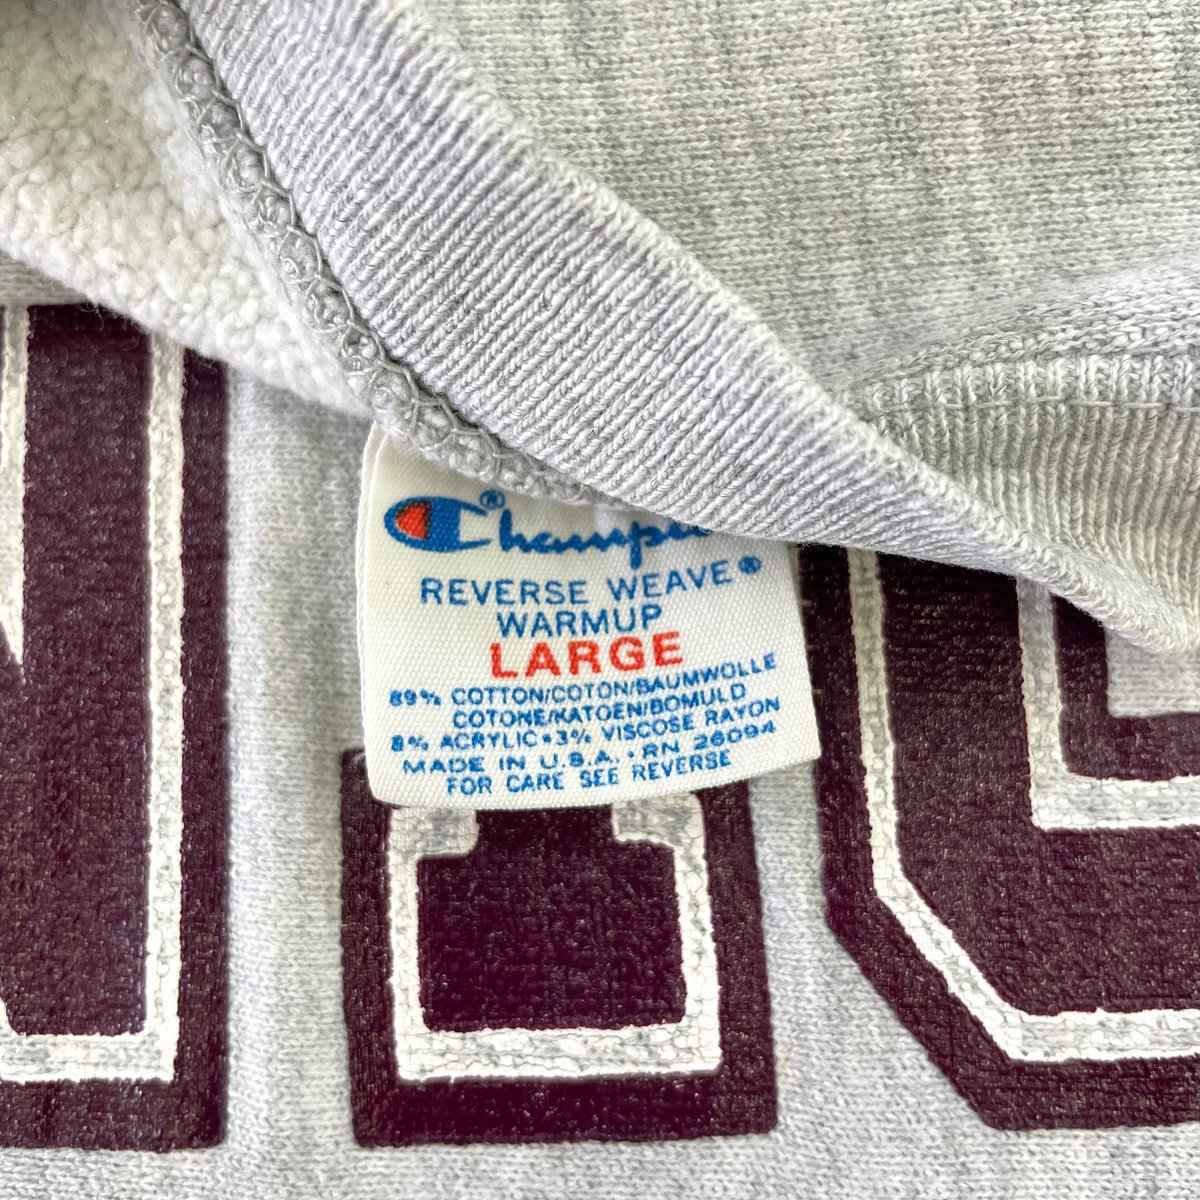 Champio
REVERSE WEAVE®
WARMUP
LARGE
89% COTTON/COTON/BAUMWOLLE
COTONE/KATOEN/BOMULD
8% ACRYLIC•3% VISCOSE RAYON
MADE IN U.S.A.•RN 26094
FOR CARE SEE REVERSE